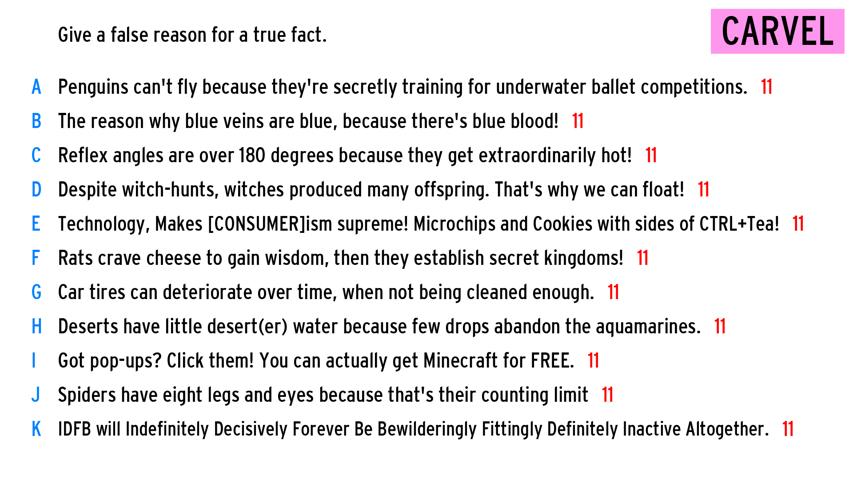 Give a false reason for a true fact.
CARVEL
A Penguins can't fly because they're secretly training for underwater ballet competitions. 11
B The reason why blue veins are blue, because there's blue blood! 11
C Reflex angles are over 180 degrees because they get extraordinarily hot! 11
D Despite witch-hunts, witches produced many offspring. That's why we can float! 11
E Technology, Makes [CONSUMER]ism supreme! Microchips and Cookies with sides of CTRL+Tea! 11
F Rats crave cheese to gain wisdom, then they establish secret kingdoms! 11
G Car tires can deteriorate over time, when not being cleaned enough. 11
H Deserts have little desert(er) water because few drops abandon the aquamarines. 11
I Got pop-ups? Click them! You can actually get Minecraft for FREE. 11
J Spiders have eight legs and eyes because that's their counting limit 11
K IDFB will Indefinitely Decisively Forever Be Bewilderingly Fittingly Definitely Inactive Altogether. 11